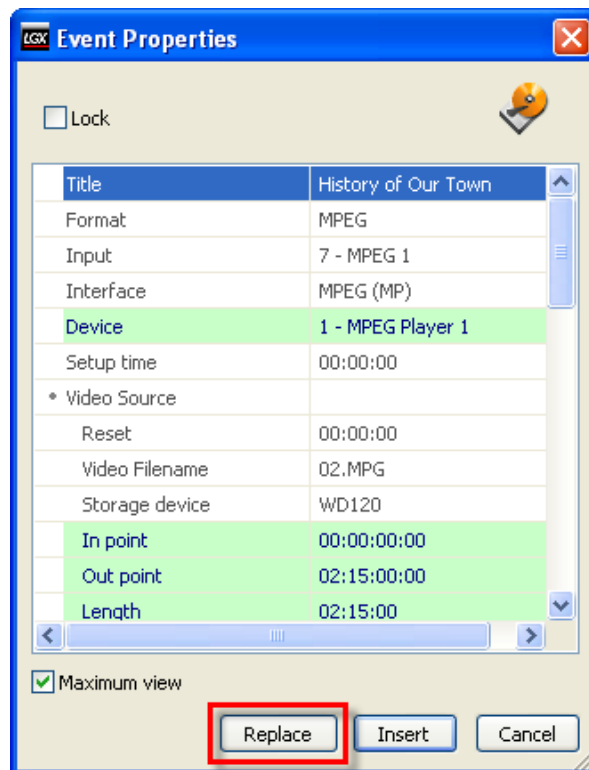 LGX Event Properties
Lock
Title History of Our Town
Format MPEG
Input 7 - MPEG 1
Interface MPEG (MP)
Device 1 - MPEG Player 1
Setup time 00:00:00
Video Source
Reset 00:00:00
Video Filename 02.MPG
Storage device WD120
In point 00:00:00:00
Out point 02:15:00:00
Length 02:15:00
Maximum view
Replace Insert Cancel